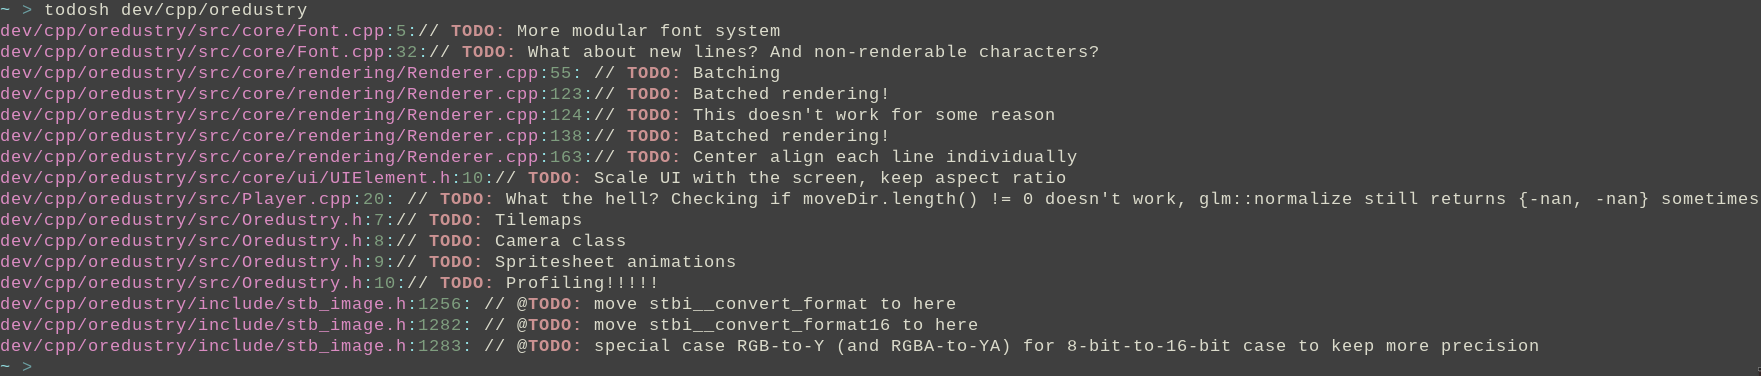 ~ > todosh dev/cpp/oredustry
dev/cpp/oredustry/src/core/Font.cpp:5:// TODO: More modular font system
dev/cpp/oredustry/src/core/Font.cpp:32:// TODO: What about new lines? And non-renderable characters?
dev/cpp/oredustry/src/core/rendering/Renderer.cpp:55: // TODO: Batching
dev/cpp/oredustry/src/core/rendering/Renderer.cpp:123:// TODO: Batched rendering!
dev/cpp/oredustry/src/core/rendering/Renderer.cpp:124:// TODO: This doesn't work for some reason
dev/cpp/oredustry/src/core/rendering/Renderer.cpp:138:// TODO: Batched rendering!
dev/cpp/oredustry/src/core/rendering/Renderer.cpp:163:// TODO: Center align each line individually
dev/cpp/oredustry/src/core/ui/UIElement.h:10:// TODO: Scale UI with the screen, keep aspect ratio
dev/cpp/oredustry/src/Player.cpp:20: // TODO: What the hell? Checking if moveDir.length() != 0 doesn't work, glm::normalize still returns {-nan, -nan} sometimes
dev/cpp/oredustry/src/Oredustry.h:7:// TODO: Tilemaps
dev/cpp/oredustry/src/Oredustry.h:8:// TODO: Camera class
dev/cpp/oredustry/src/Oredustry.h:9:// TODO: Spritesheet animations
dev/cpp/oredustry/src/Oredustry.h:10:// TODO: Profiling!!!!!
dev/cpp/oredustry/include/stb_image.h:1256: // @TODO: move stbi__convert_format to here
dev/cpp/oredustry/include/stb_image.h:1282: // @TODO: move stbi__convert_format16 to here
dev/cpp/oredustry/include/stb_image.h:1283: // @TODO: special case RGB-to-Y (and RGBA-to-YA) for 8-bit-to-16-bit case to keep more precision
~ >